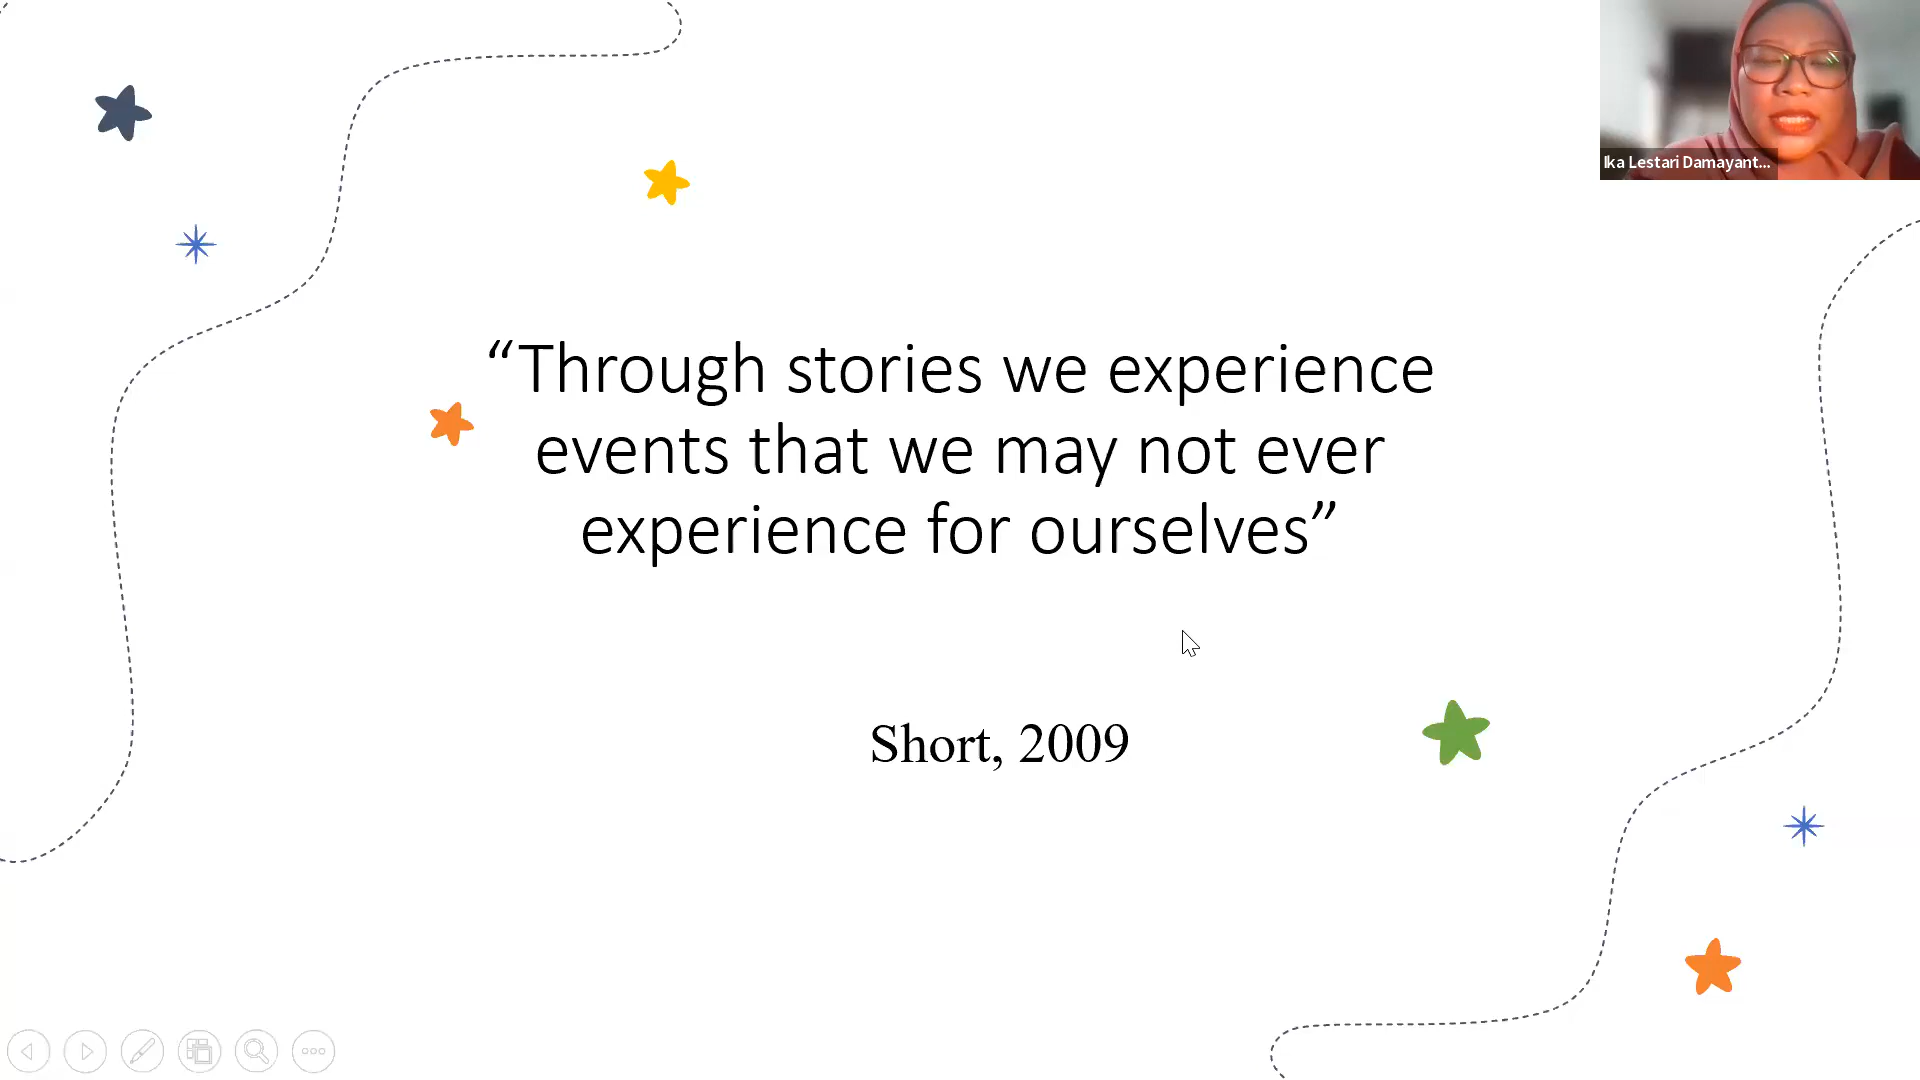 Ika Lestari Damayant...
“Through stories we experience
events that we may not ever
experience for ourselves”
Short, 2009